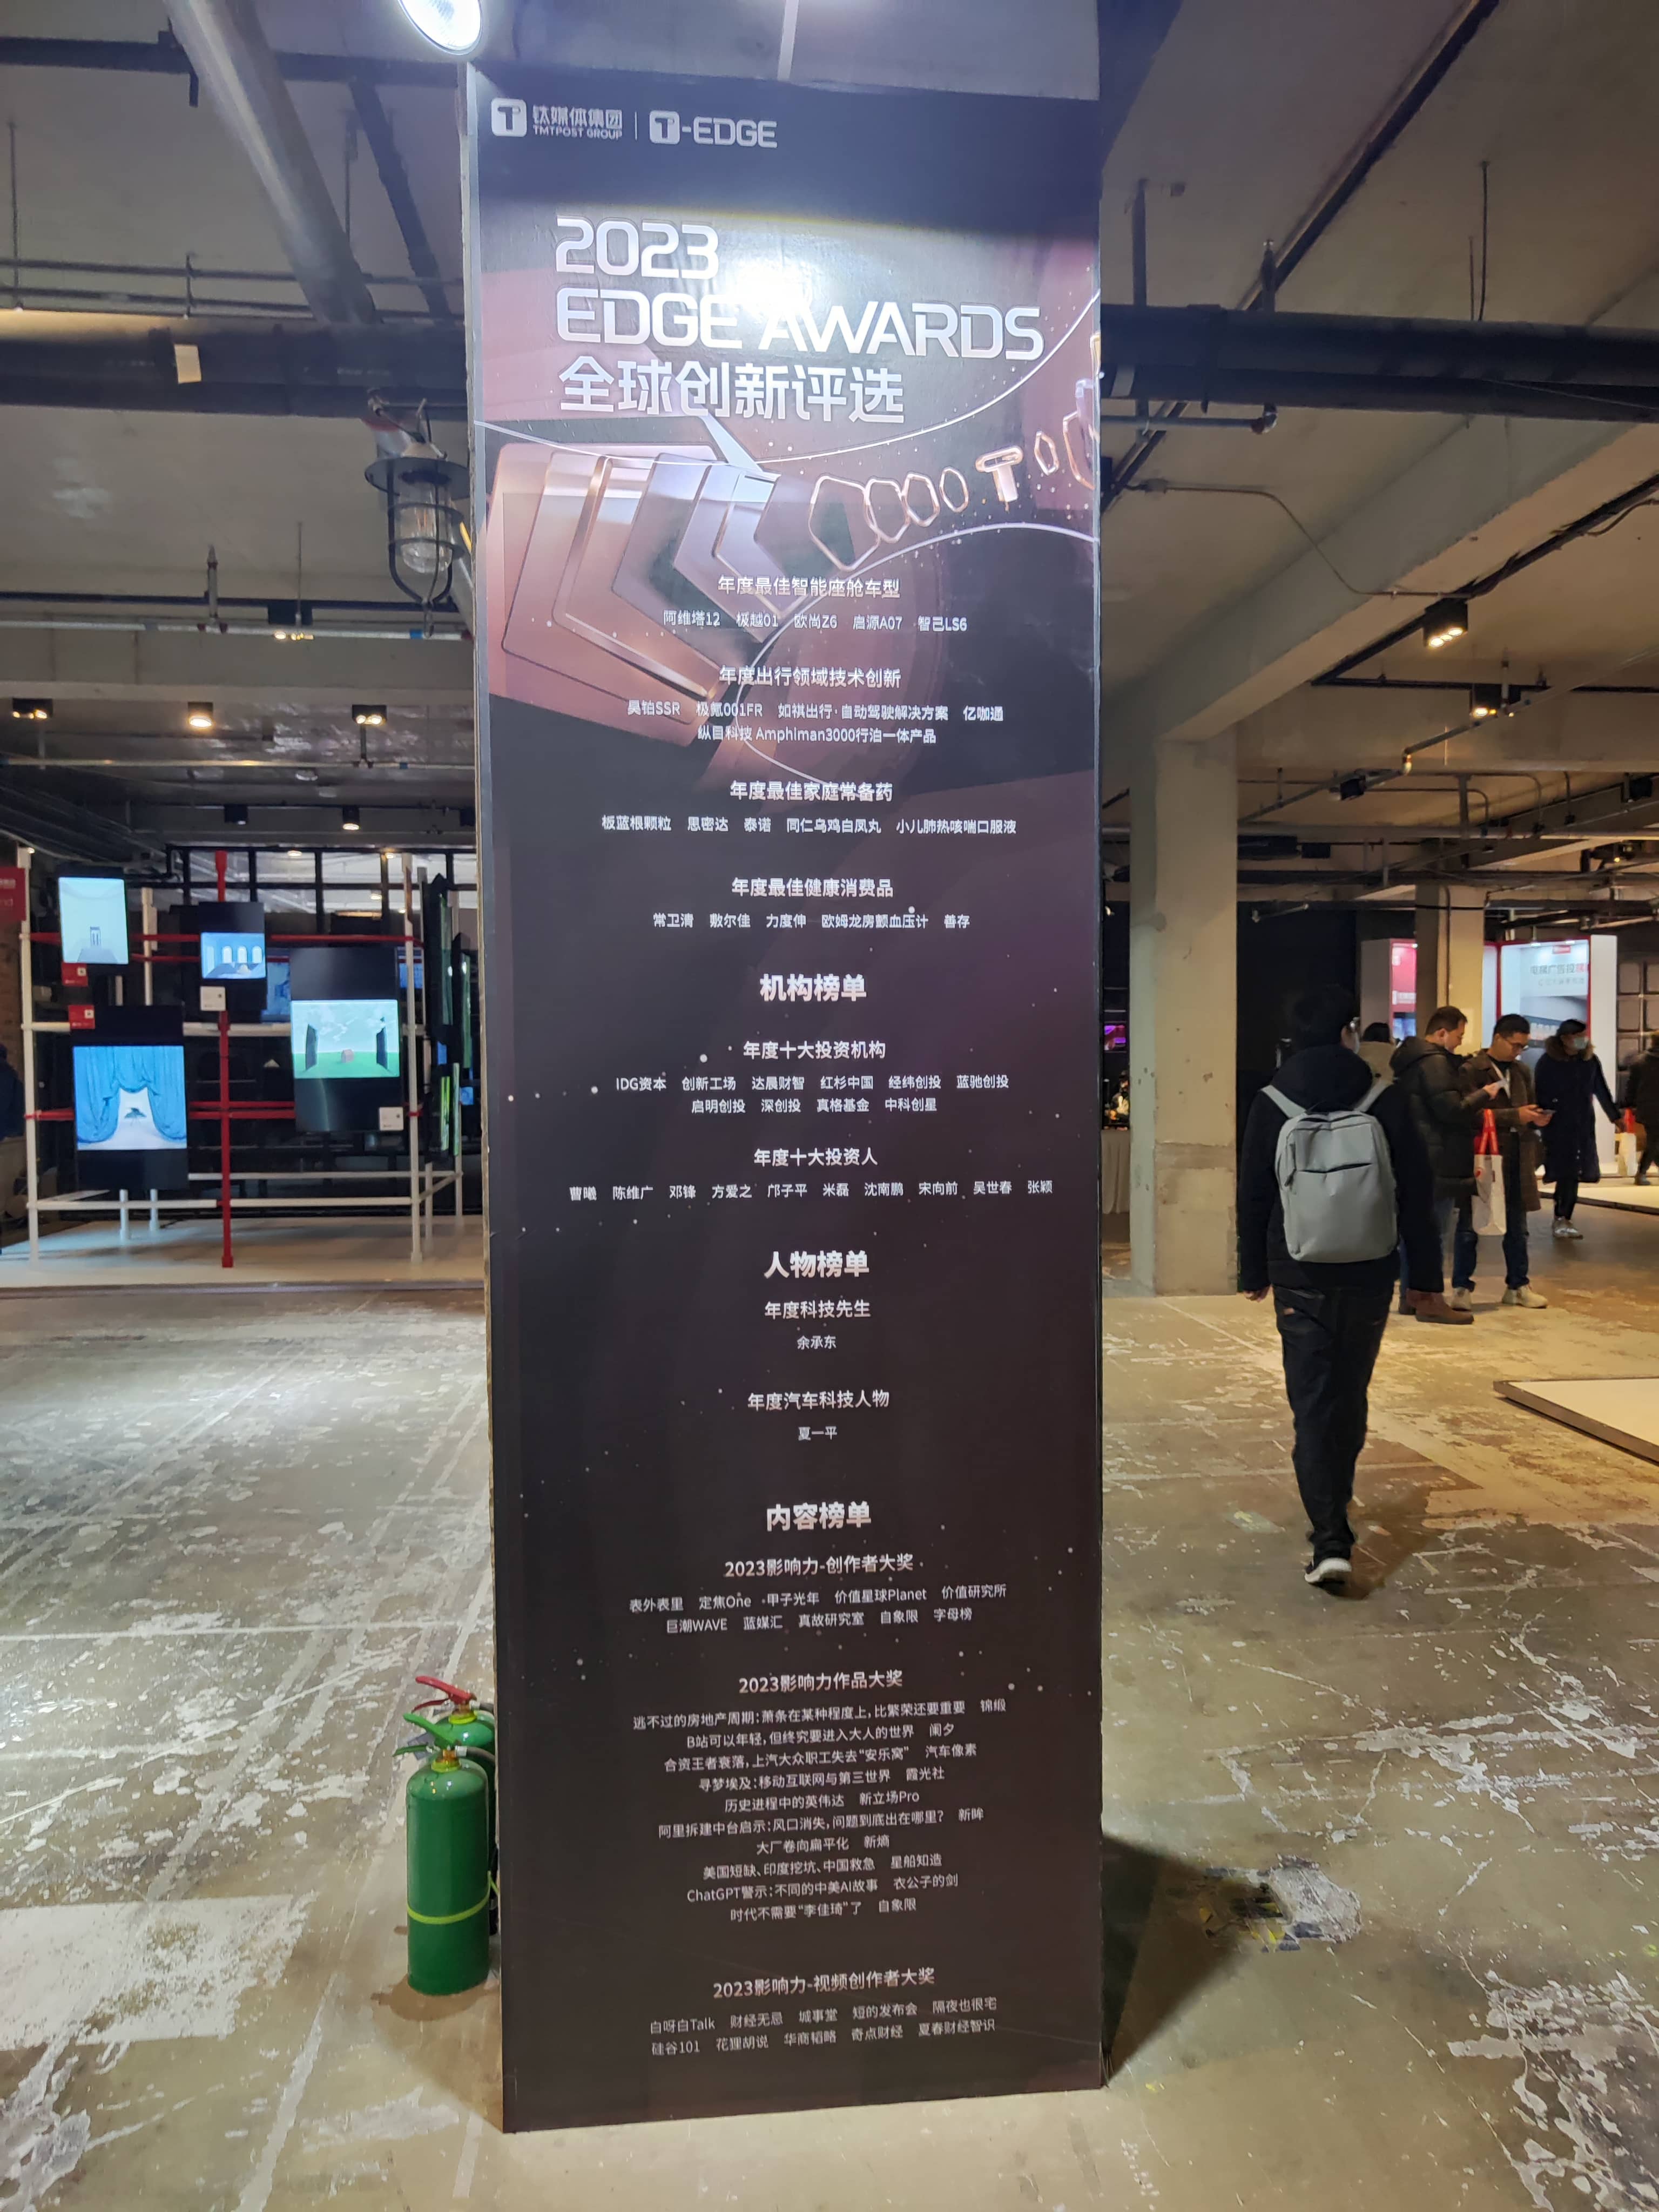 钛媒体集团
TMTPOST GROUP
T-EDGE
2023
EDGE AWARDS
全球创新评选
年度最佳智能座舱车型
阿维塔12 极越01 欧尚Z6 启源A07 智己LS6
年度出行领域技术创新
昊铂SSR 极氪001FR 如祺出行·自动驾驶解决方案 亿咖通
纵目科技 Amphiman3000行泊一体产品
年度最佳家庭常备药
板蓝根颗粒 思密达 泰诺 同仁乌鸡白凤丸 小儿肺热咳喘口服液
年度最佳健康消费品
常卫清 敷尔佳 力度伸 欧姆龙房颤血压计 善存
机构榜单
年度十大投资机构
IDG资本 创新工场 达晨财智 红杉中国 经纬创投 蓝驰创投
启明创投 深创投 真格基金 中科创星
年度十大投资人
曹曦 陈维广 邓锋 方爱之 邝子平 米磊 沈南鹏 宋向前 吴世春 张颖
人物榜单
年度科技先生
余承东
年度汽车科技人物
夏一平
内容榜单
2023影响力-创作者大奖
表外表里 定焦One 甲子光年 价值星球Planet 价值研究所
巨潮WAVE 蓝媒汇 真故研究室 自象限 字母榜
2023影响力作品大奖
逃不过的房地产周期：萧条在某种程度上，比繁荣还要重要 锦缎
B站可以年轻，但终究要进入大人的世界 阑夕
合资王者衰落，上汽大众职工失去“安乐窝” 汽车像素
寻梦埃及：移动互联网与第三世界 霞光社
历史进程中的英伟达 新立场Pro
阿里拆建中台启示：风口消失，问题到底出在哪里？ 新眸
大厂卷向扁平化 新熵
美国短缺、印度挖坑、中国救急 星船知造
ChatGPT警示：不同的中美AI故事 衣公子的剑
时代不需要“李佳琦”了 自象限
2023影响力-视频创作者大奖
白呀白Talk 财经无忌 城事堂 短的发布会 隔夜也很宅
硅谷101 花狸胡说 华商韬略 奇点财经 夏春财经智识